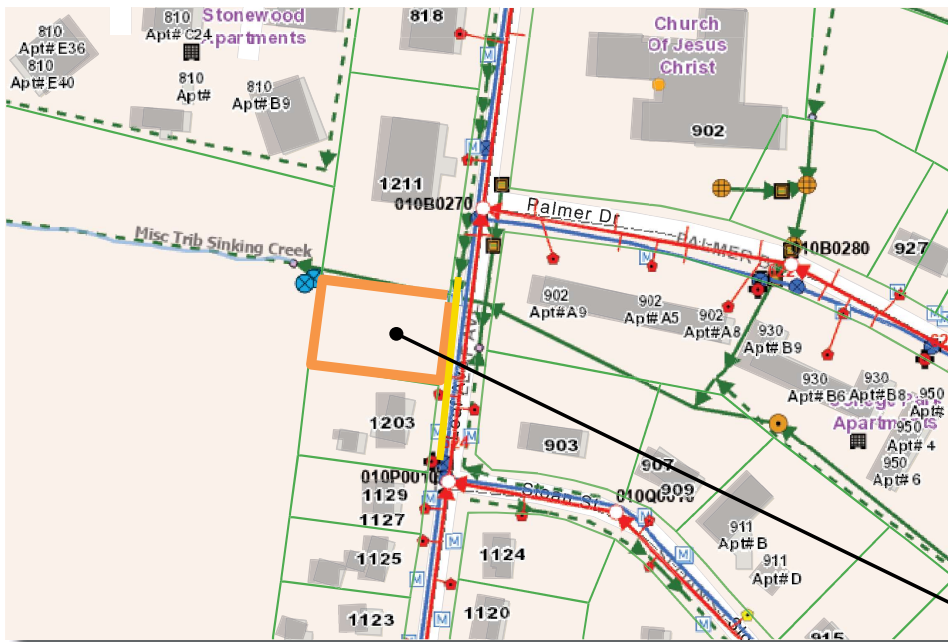 810
Apt# E36
810
Apt# E40
810
Apt# C24
Stonewood
Apartments
810
Apt#
810
Apt# B9
818
Church
Of Jesus
Christ
902
1211
010B0270
Palmer Dr
PALMER D
010B0280
927
Misc Trib Sinking Creek
902
Apt# A9
902
Apt# A5
902
Apt# A8
930
Apt# B9
930
Apt# B6
930
Apt# B8
950
Apt#
Apartments
950
Apt# 4
950
Apt# 6
1203
903
907
909
010P0010
Sloan St
010Q0010
1129
1127
1125
1124
911
Apt# B
911
Apt# D
1123
1120
915
M
M
M
M
M
M
M
M
M
M
M
M
M